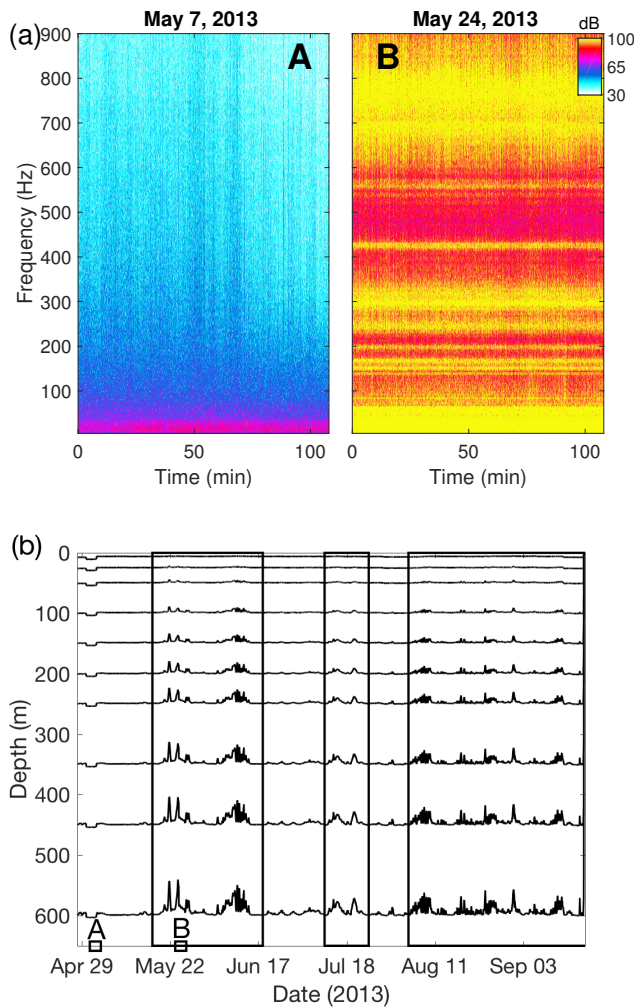 (a)
May 7, 2013
May 24, 2013
dB
100
65
30
A
B
900
800
700
600
500
400
300
200
100
Frequency (Hz)
0
50
100
Time (min)
0
50
100
Time (min)
(b)
0
100
200
300
400
500
600
Depth (m)
A
B
Apr 29
May 22
Jun 17
Jul 18
Aug 11
Sep 03
Date (2013)